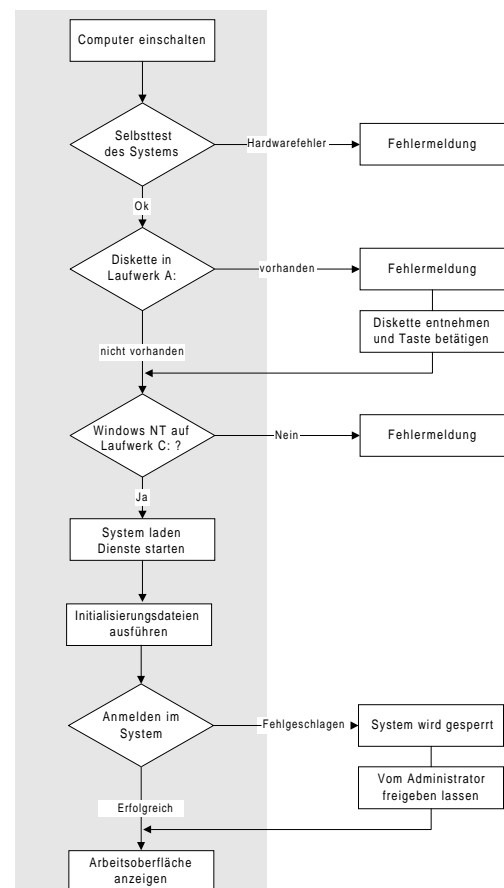 Computer einschalten
Selbsttest
des Systems
Hardwarefehler
Fehlermeldung
Ok
Diskette in
Laufwerk A:
vorhanden
Fehlermeldung
Diskette entnehmen
und Taste betätigen
nicht vorhanden
Windows NT auf
Laufwerk C: ?
Nein
Fehlermeldung
Ja
System laden
Dienste starten
Initialisierungsdateien
ausführen
Anmelden im
System
Fehlgeschlagen
System wird gesperrt
Vom Administrator
freigeben lassen
Erfolgreich
Arbeitsoberfläche
anzeigen